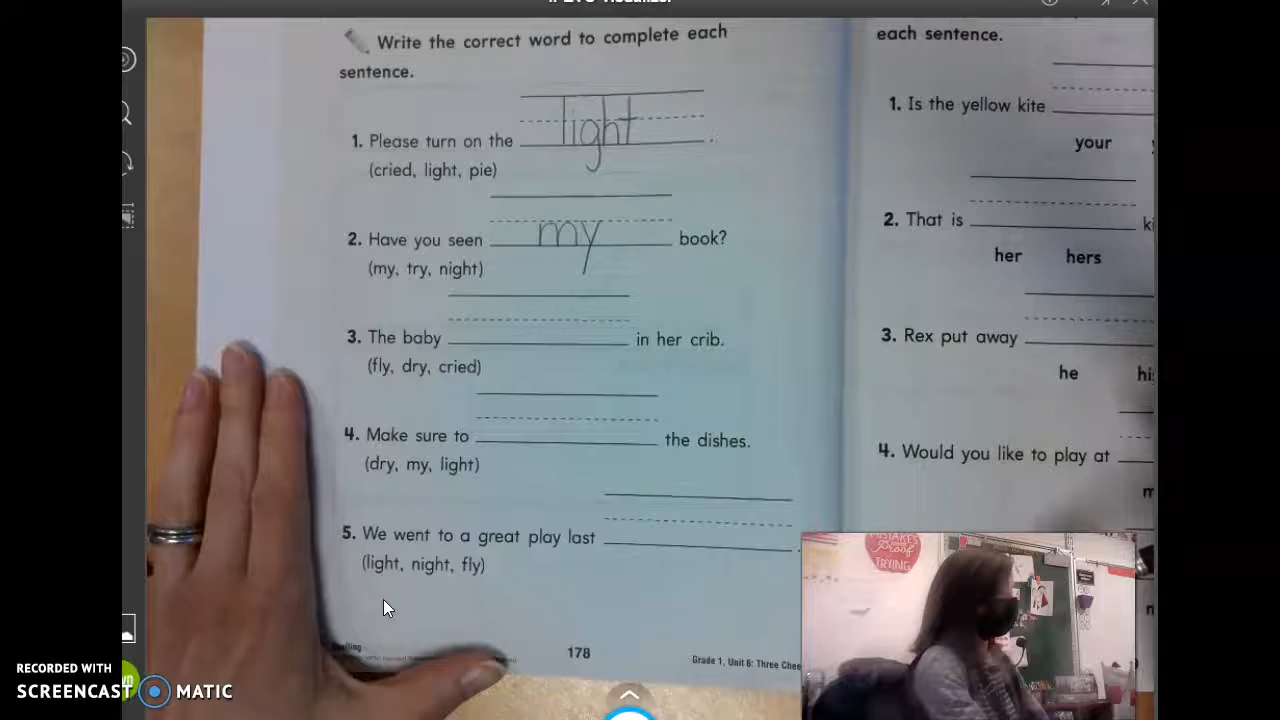 Write the correct word to complete each
sentence.
1. Please turn on the light.
(cried, light, pie)
2. Have you seen my book?
(my, try, night)
3. The baby in her crib.
(fly, dry, cried)
4. Make sure to the dishes.
(dry, my, light)
5. We went to a great play last .
(light, night, fly)
178
Grade 1, Unit 6: Three
each sentence.
1. Is the yellow kite
your
2. That is
her hers
3. Rex put away
he
4. Would you like to play at
MISTAKES
Proof
TRYING
RECORDED WITH
SCREENCAST MATIC